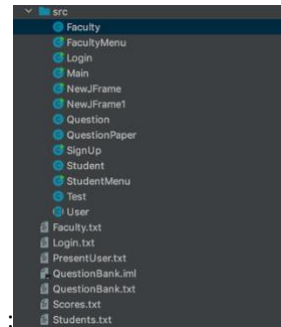 src
Faculty
FacultyMenu
Login
Main
NewJFrame
NewJFrame1
Question
QuestionPaper
SignUp
Student
StudentMenu
Test
User
Faculty.txt
Login.txt
PresentUser.txt
QuestionBank.iml
QuestionBank.txt
Scores.txt
: Students.txt